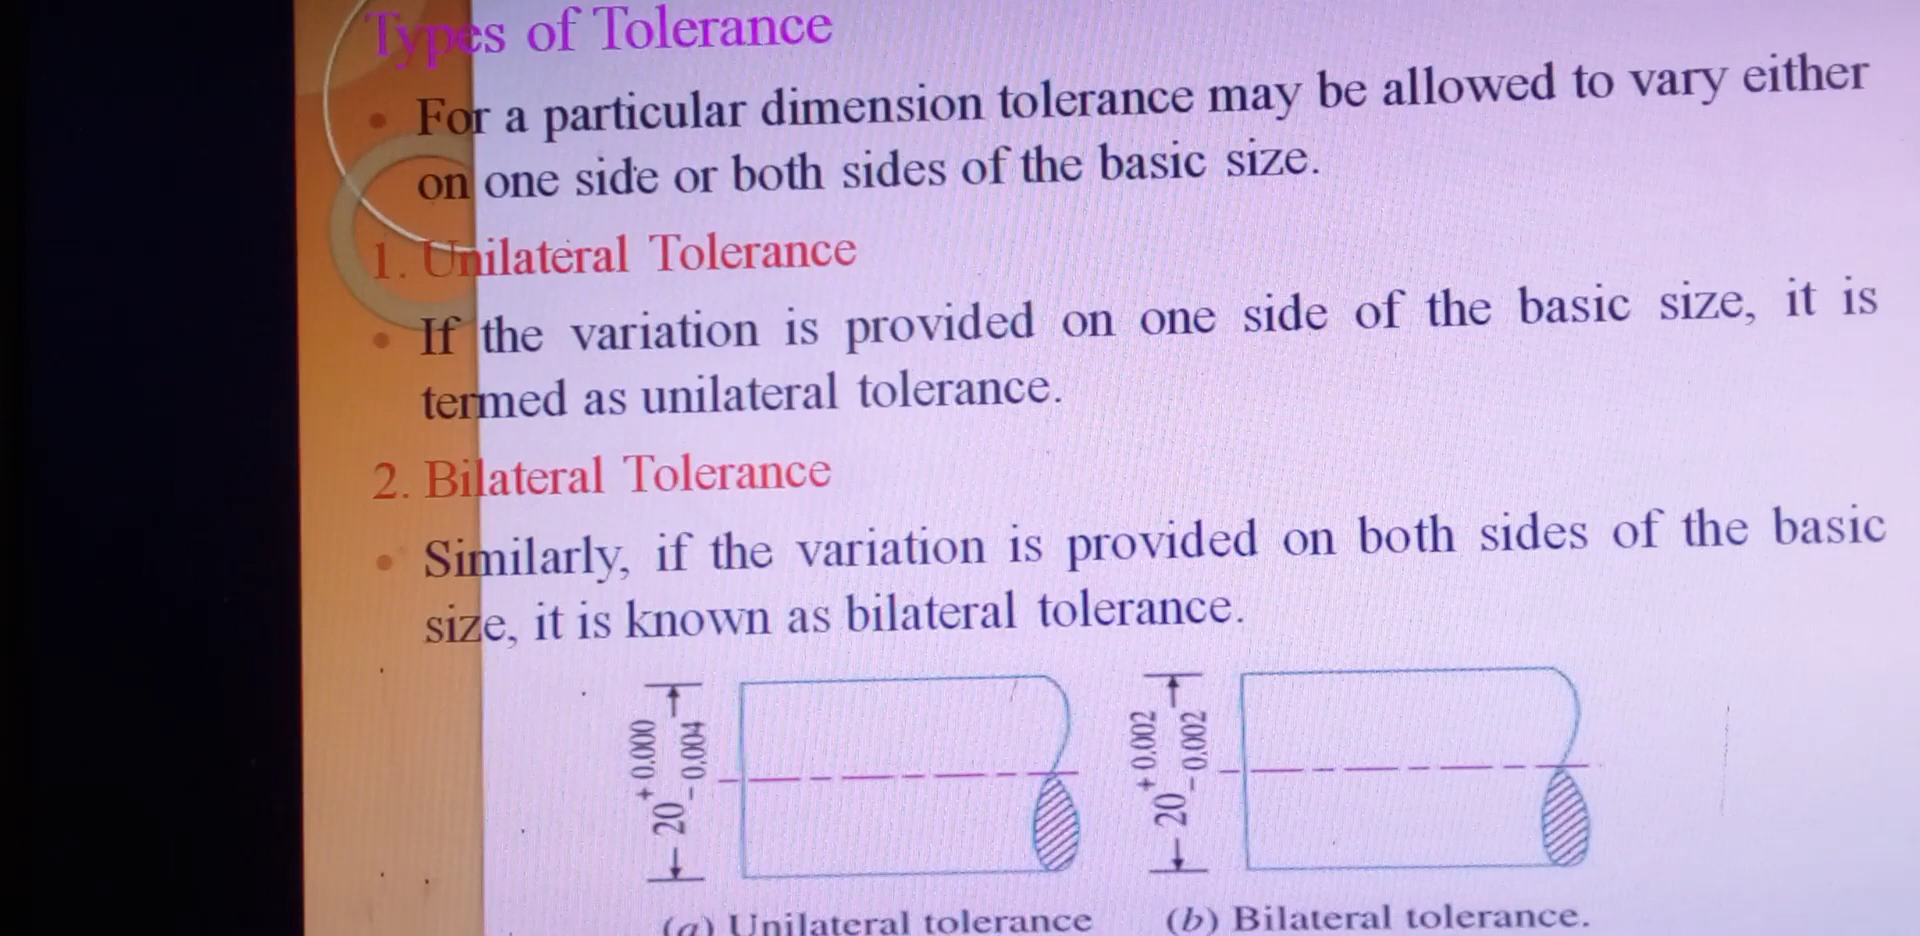 Types of Tolerance
• For a particular dimension tolerance may be allowed to vary either
on one side or both sides of the basic size.
1. Unilateral Tolerance
• If the variation is provided on one side of the basic size, it is
termed as unilateral tolerance.
2. Bilateral Tolerance
• Similarly, if the variation is provided on both sides of the basic
size, it is known as bilateral tolerance.
20 + 0.000 - 0.004
20 + 0.002 - 0.002
(a) Unilateral tolerance
(b) Bilateral tolerance.